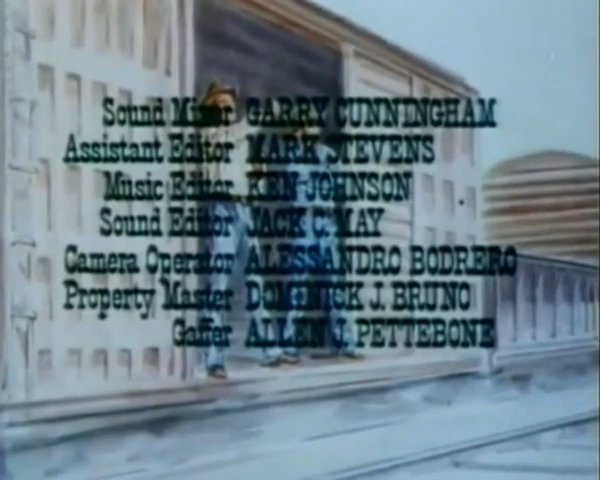 Sound Mixer GARRY CUNNINGHAM
Assistant Editor MARK STEVENS
Music Editor KEN JOHNSON
Sound Editor JACK C. MAY
Camera Operator ALESSANDRO BODRERO
Property Master DOMINICK J. BRUNO
Gaffer ALLEN J. PETTEBONE